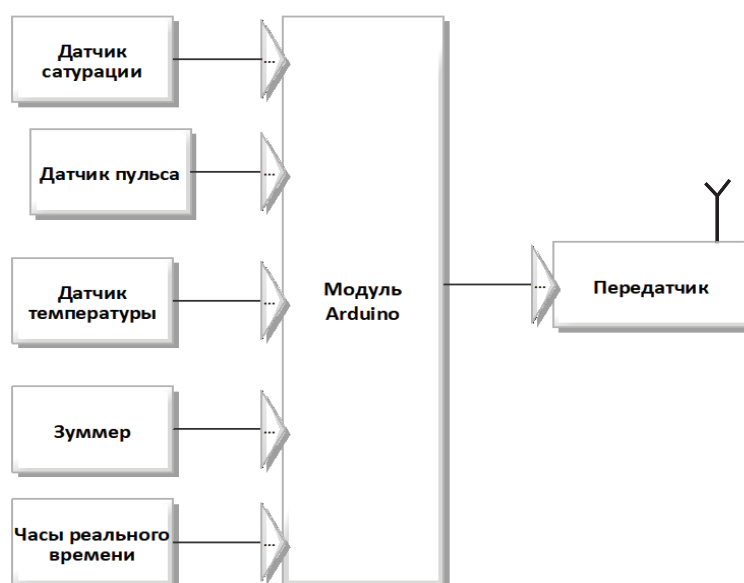 Датчик
сатурации
...
Датчик пульса
...
Датчик
температуры
...
Зуммер
...
Часы реального
времени
...
Модуль
Arduino
...
Передатчик